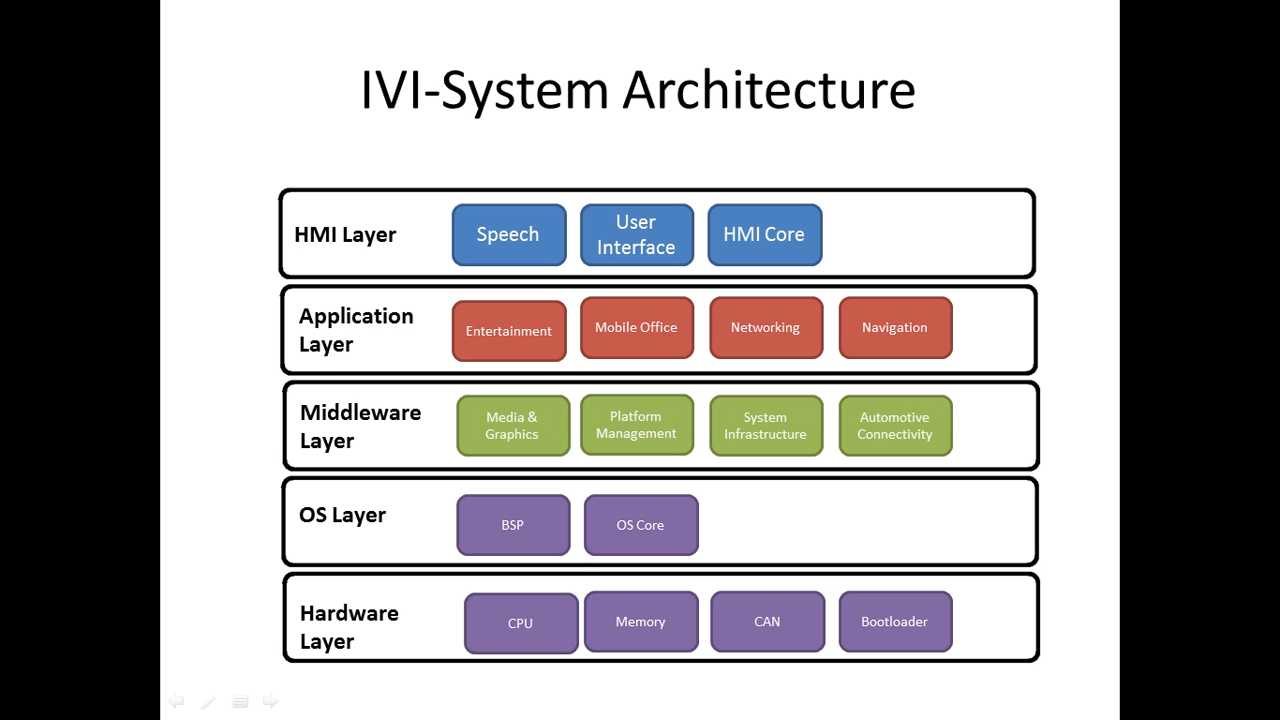 IVI-System Architecture
HMI Layer
Speech
User
Interface
HMI Core
Application
Layer
Entertainment
Mobile Office
Networking
Navigation
Middleware
Layer
Media &
Graphics
Platform
Management
System
Infrastructure
Automotive
Connectivity
OS Layer
BSP
OS Core
Hardware
Layer
CPU
Memory
CAN
Bootloader